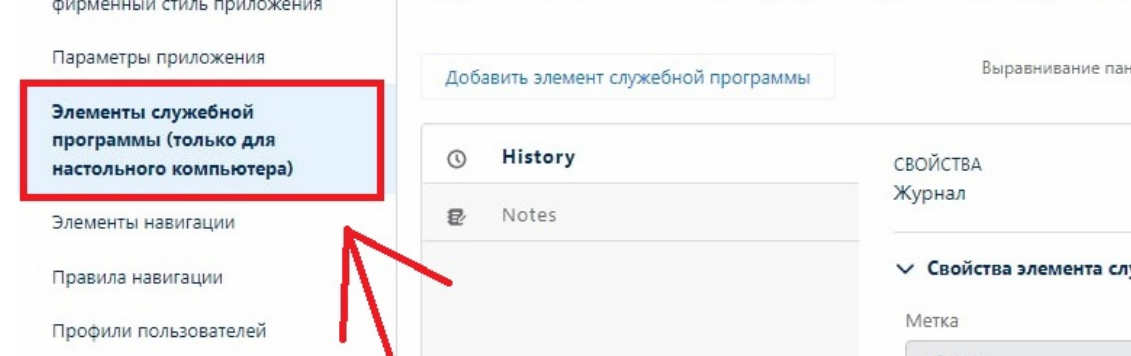 фирменный стиль приложения
Параметры приложения
Элементы служебной
программы (только для
настольного компьютера)
Элементы навигации
Правила навигации
Профили пользователей
Добавить элемент служебной программы
Выравнивание пан
History
Notes
СВОЙСТВА
Журнал
Свойства элемента слу
Метка